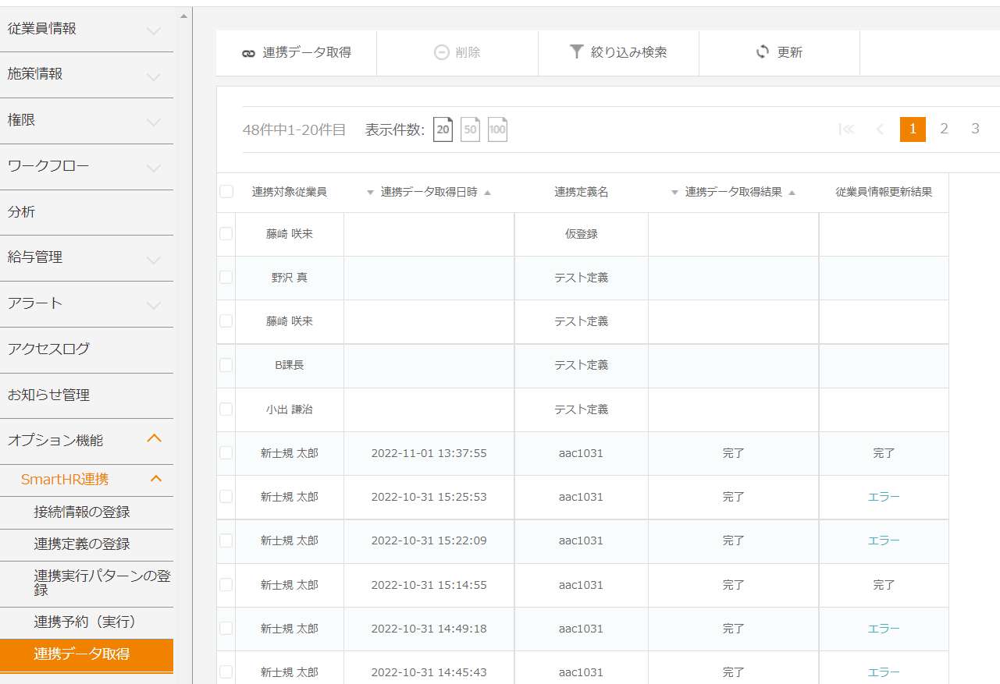 従業員情報
施策情報
権限
ワークフロー
分析
給与管理
アラート
アクセスログ
お知らせ管理
オプション機能
SmartHR連携
接続情報の登録
連携定義の登録
連携実行パターンの登
録
連携予約（実行）
連携データ取得
連携データ取得 削除 絞り込み検索 更新
48件中1-20件目 表示件数: 20 50 100 1 2 3
連携対象従業員 連携データ取得日時 連携定義名 連携データ取得結果 従業員情報更新結果
藤崎 咲来 仮登録
野沢 真 テスト定義
藤崎 咲来 テスト定義
B課長 テスト定義
小出 謙治 テスト定義
新士規 太郎 2022-11-01 13:37:55 aac1031 完了 完了
新士規 太郎 2022-10-31 15:25:53 aac1031 完了 エラー
新士規 太郎 2022-10-31 15:22:09 aac1031 完了 エラー
新士規 太郎 2022-10-31 15:14:55 aac1031 完了 完了
新士規 太郎 2022-10-31 14:49:18 aac1031 完了 エラー
新士規 太郎 2022-10-31 14:45:43 aac1031 完了 エラー